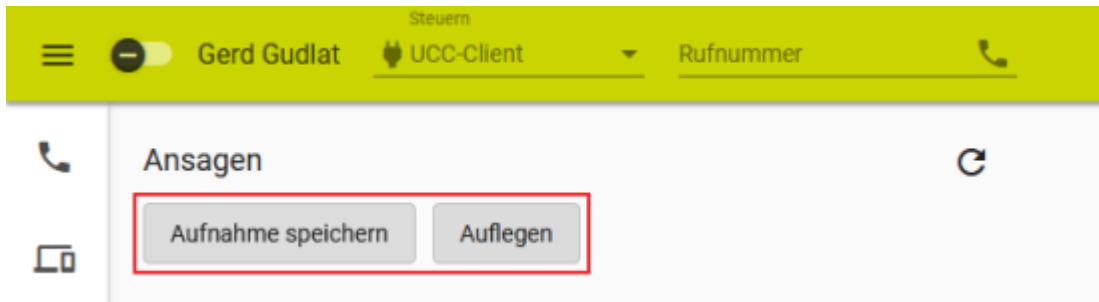 Steuern
Gerd Gudlat UCC-Client Rufnummer
Ansagen
Aufnahme speichern Auflegen